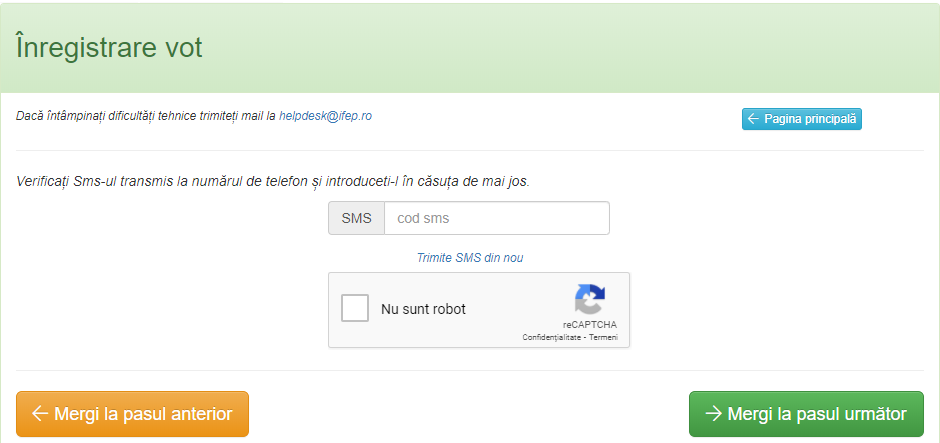 Înregistrare vot
Dacă întâmpinați dificultăți tehnice trimiteți mail la helpdesk@ifep.ro
← Pagina principală
Verificați Sms-ul transmis la numărul de telefon și introduceti-l în căsuța de mai jos.
SMS cod sms
Trimite SMS din nou
Nu sunt robot
reCAPTCHA
Confidențialitate - Termeni
← Mergi la pasul anterior
→ Mergi la pasul următor